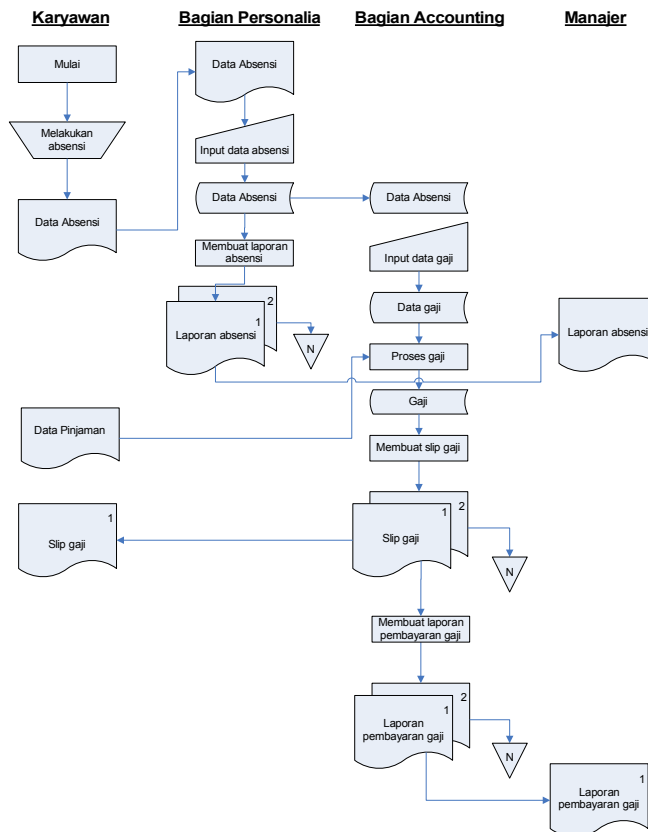 Karyawan
Bagian Personalia
Bagian Accounting
Manajer
Mulai
Data Absensi
Melakukan
absensi
Input data absensi
Data Absensi
Data Absensi
Data Absensi
Membuat laporan
absensi
Input data gaji
2
1
Laporan absensi
N
Data gaji
Laporan absensi
Proses gaji
Gaji
Data Pinjaman
Membuat slip gaji
1
Slip gaji
2
1
Slip gaji
N
Membuat laporan
pembayaran gaji
2
1
Laporan
pembayaran gaji
N
1
Laporan
pembayaran gaji